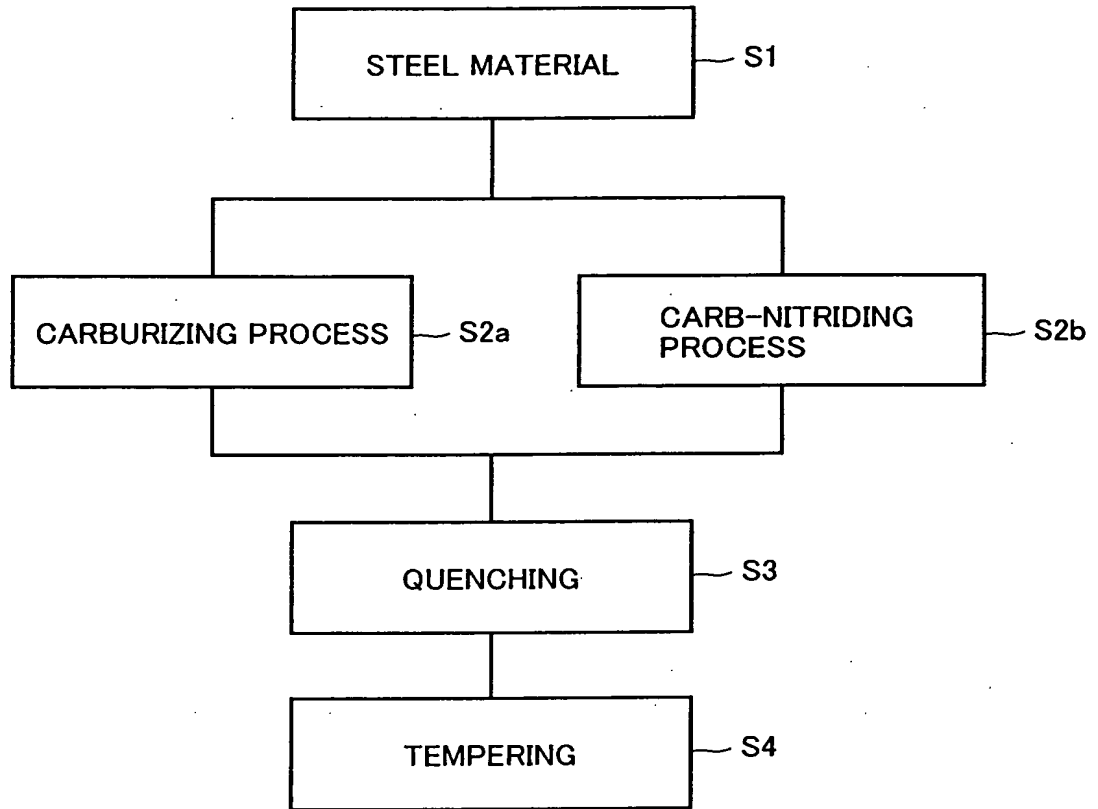 STEEL MATERIAL
S1
CARBURIZING PROCESS
S2a
CARB-NITRIDING
PROCESS
S2b
QUENCHING
S3
TEMPERING
S4